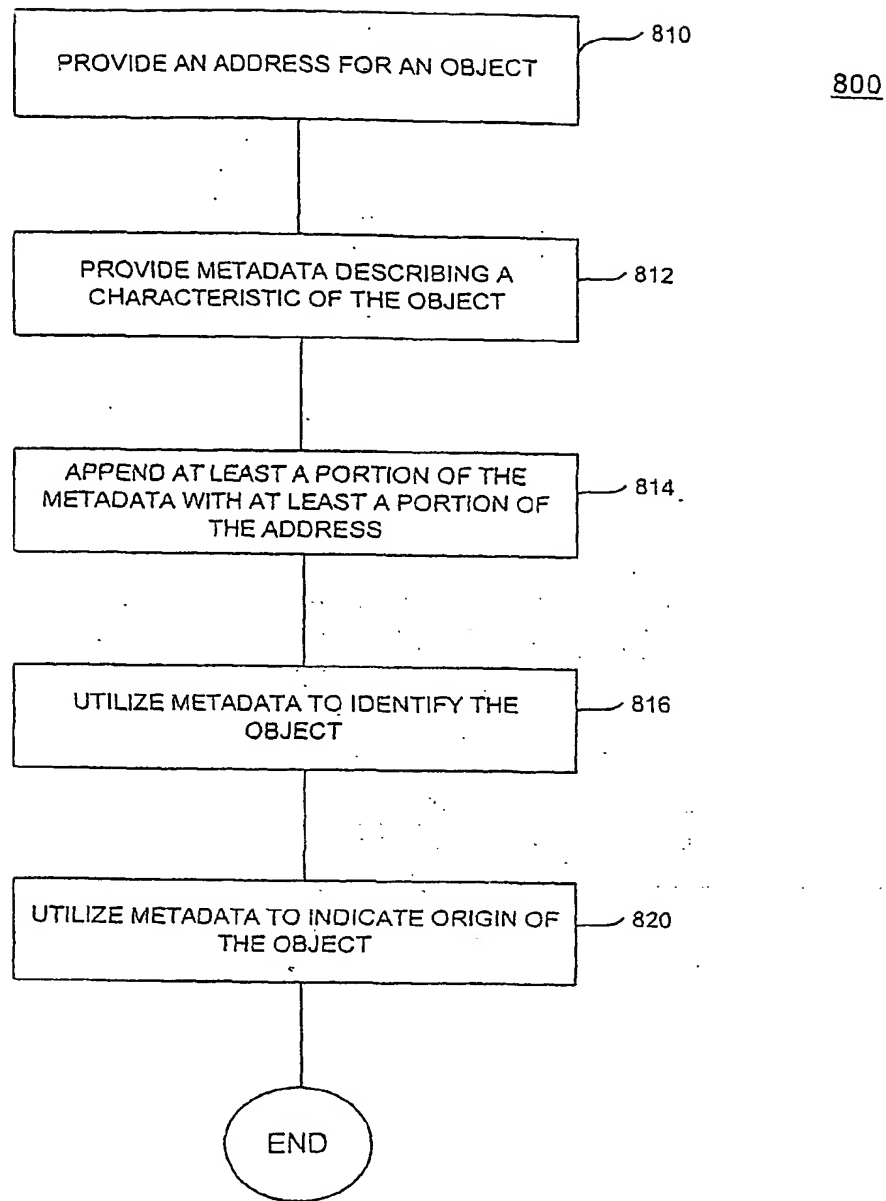 PROVIDE AN ADDRESS FOR AN OBJECT
810
800
PROVIDE METADATA DESCRIBING A
CHARACTERISTIC OF THE OBJECT
812
APPEND AT LEAST A PORTION OF THE
METADATA WITH AT LEAST A PORTION OF
THE ADDRESS
814
UTILIZE METADATA TO IDENTIFY THE
OBJECT
816
UTILIZE METADATA TO INDICATE ORIGIN OF
THE OBJECT
820
END